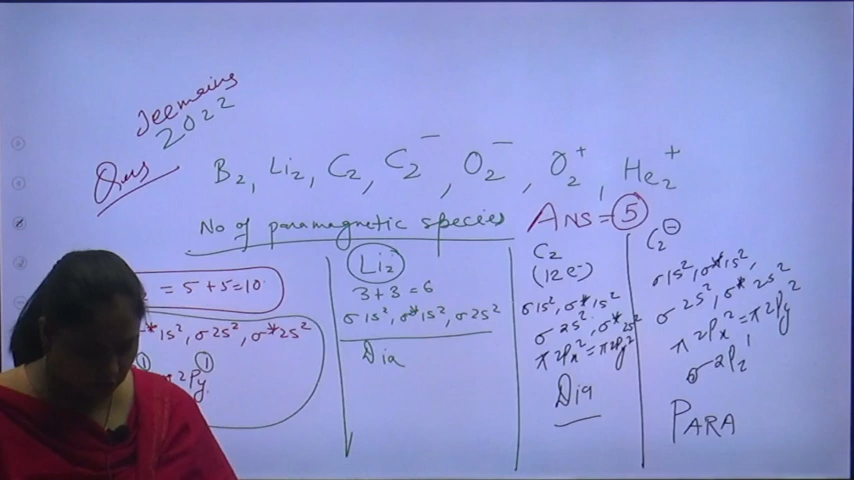 Jeemains
2022
Ques
B₂, Li₂, C₂, C₂⁻, O₂⁻, O₂⁺, He₂⁺
No of paramagnetic species
ANS = 5
= 5+5=10
*1s², σ2s², σ*2s²
1 1
2Py
Li₂
3+3=6
σ1s², σ*1s², σ2s²
Dia
C₂
(12e⁻)
σ1s², σ*1s²
σ2s², σ*2s²
π2Px²=π2Py²
Dia
C₂⊖
σ1s², σ*1s²,
σ2s², σ*2s²
π2Px²=π2Py²
σ2Pz¹
PARA